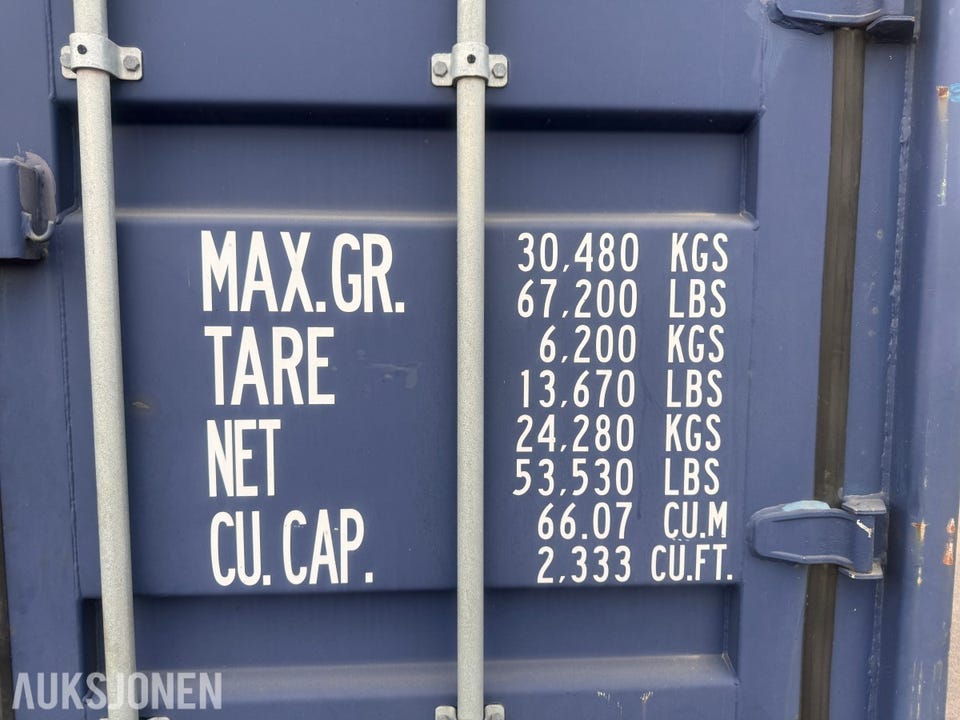 MAX.GR. 30,480 KGS
67,200 LBS
TARE 6,200 KGS
13,670 LBS
NET 24,280 KGS
53,530 LBS
CU.CAP. 66.07 CU.M
2,333 CU.FT.
AUKSJONEN